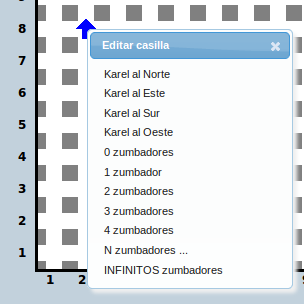 8
7
6
5
4
3
2
1
1 2
Editar casilla
Karel al Norte
Karel al Este
Karel al Sur
Karel al Oeste
0 zumbadores
1 zumbador
2 zumbadores
3 zumbadores
4 zumbadores
N zumbadores ...
INFINITOS zumbadores